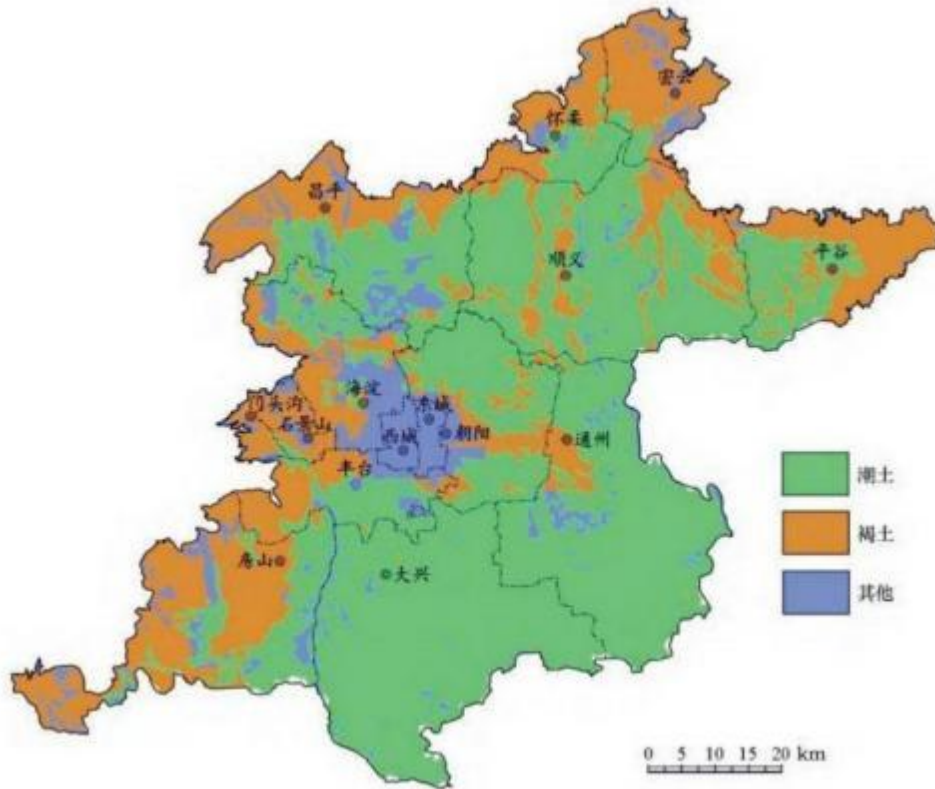 密云
怀柔
昌平
顺义
平谷
海淀
东城
门头沟
石景山
西城
朝阳
通州
丰台
房山
大兴
潮土
褐土
其他
0 5 10 15 20 km